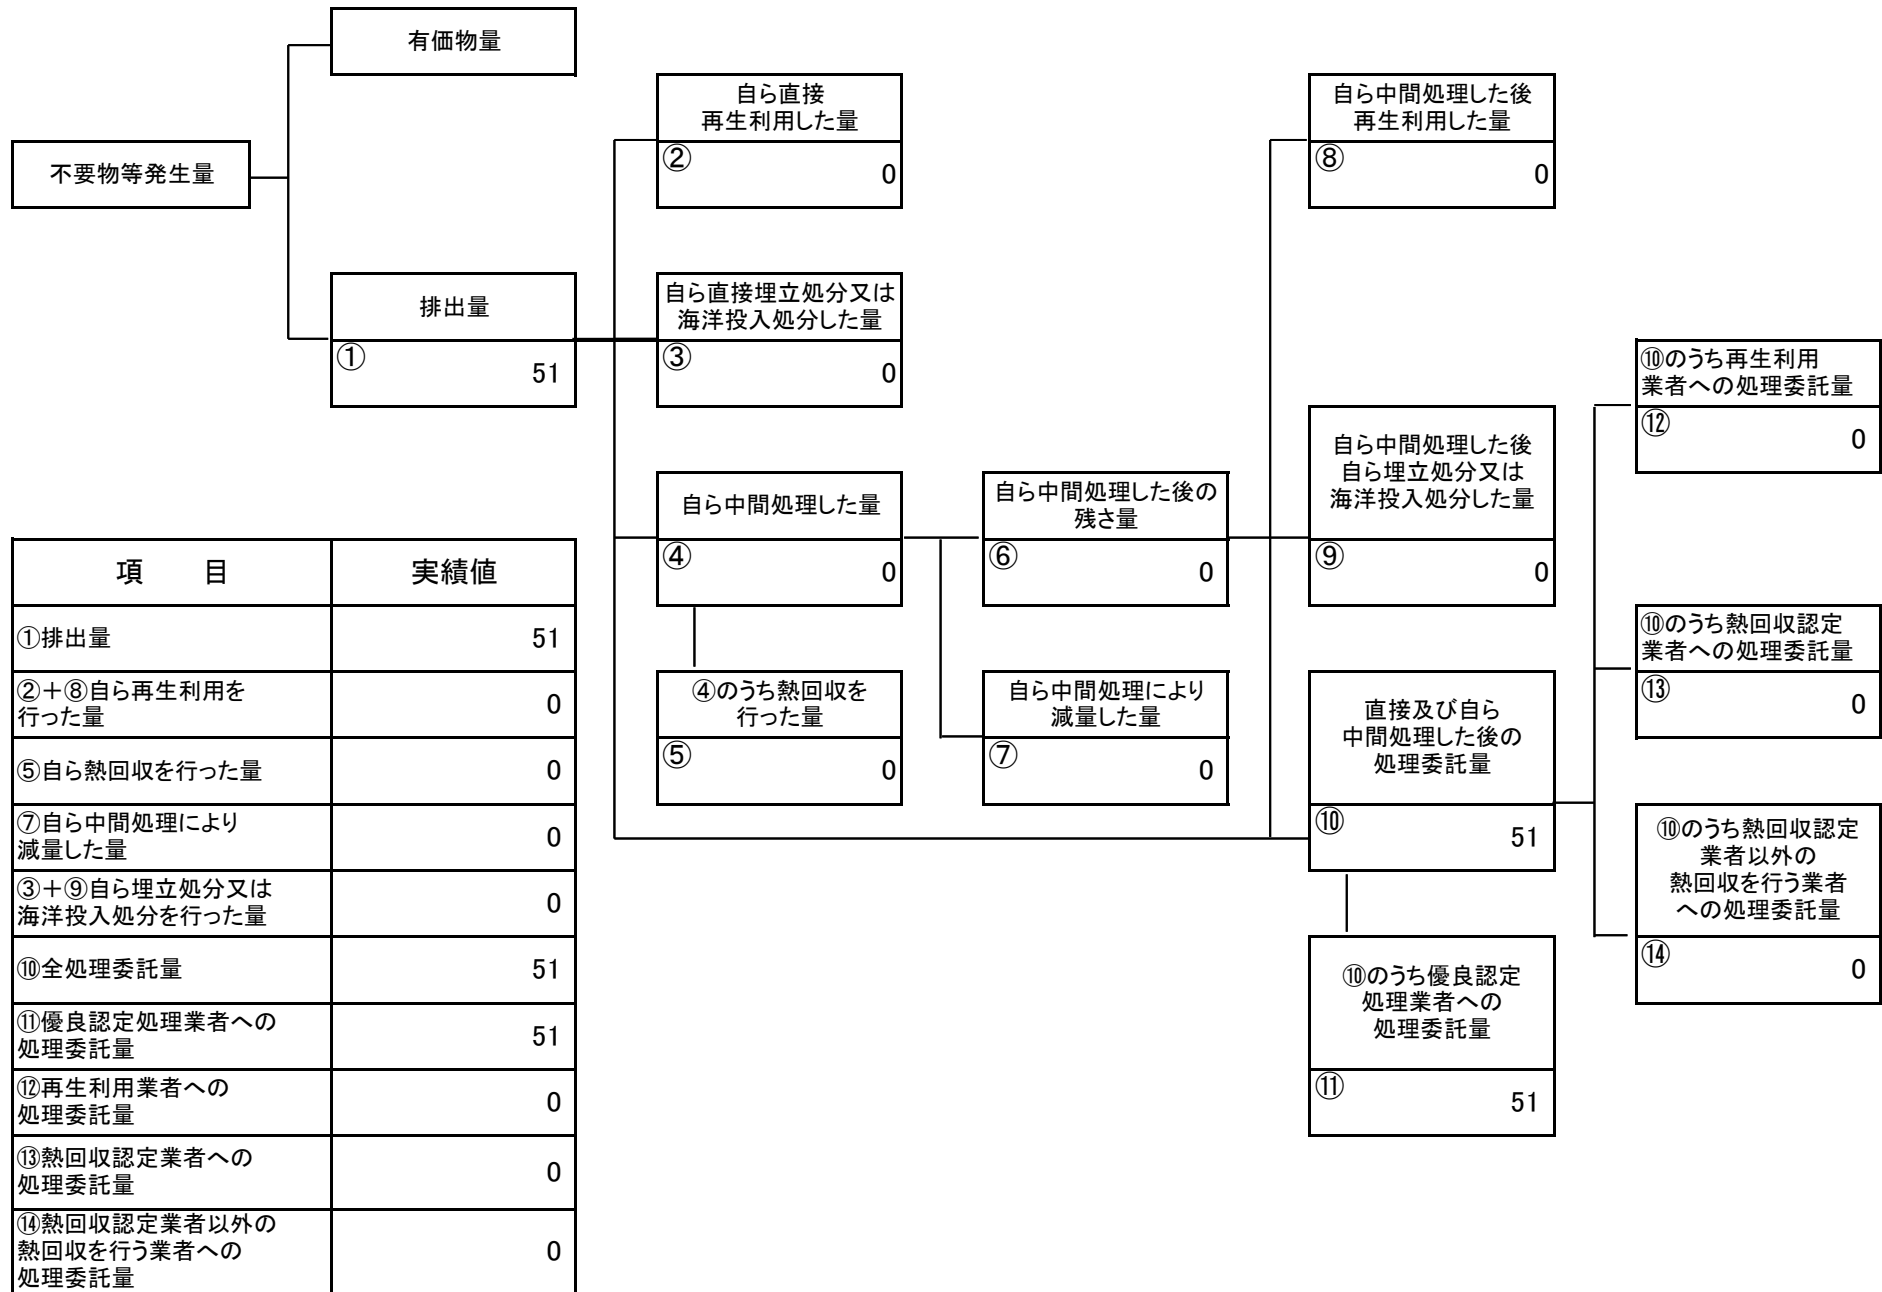 有価物量
不要物等発生量
排出量
①
51
自ら直接
再生利用した量
②
0
自ら直接埋立処分又は
海洋投入処分した量
③
0
自ら中間処理した量
④
0
④のうち熱回収を
行った量
⑤
0
自ら中間処理した後の
残さ量
⑥
0
自ら中間処理により
減量した量
⑦
0
自ら中間処理した後
再生利用した量
⑧
0
自ら中間処理した後
自ら埋立処分又は
海洋投入処分した量
⑨
0
直接及び自ら
中間処理した後の
処理委託量
⑩
51
⑩のうち優良認定
処理業者への
処理委託量
⑪
51
⑩のうち再生利用
業者への処理委託量
⑫
0
⑩のうち熱回収認定
業者への処理委託量
⑬
0
⑩のうち熱回収認定
業者以外の
熱回収を行う業者
への処理委託量
⑭
0
項　　目 実績値
①排出量 51
②+⑧自ら再生利用を
行った量 0
⑤自ら熱回収を行った量 0
⑦自ら中間処理により
減量した量 0
③+⑨自ら埋立処分又は
海洋投入処分を行った量 0
⑩全処理委託量 51
⑪優良認定処理業者への
処理委託量 51
⑫再生利用業者への
処理委託量 0
⑬熱回収認定業者への
処理委託量 0
⑭熱回収認定業者以外の
熱回収を行う業者への 0
処理委託量